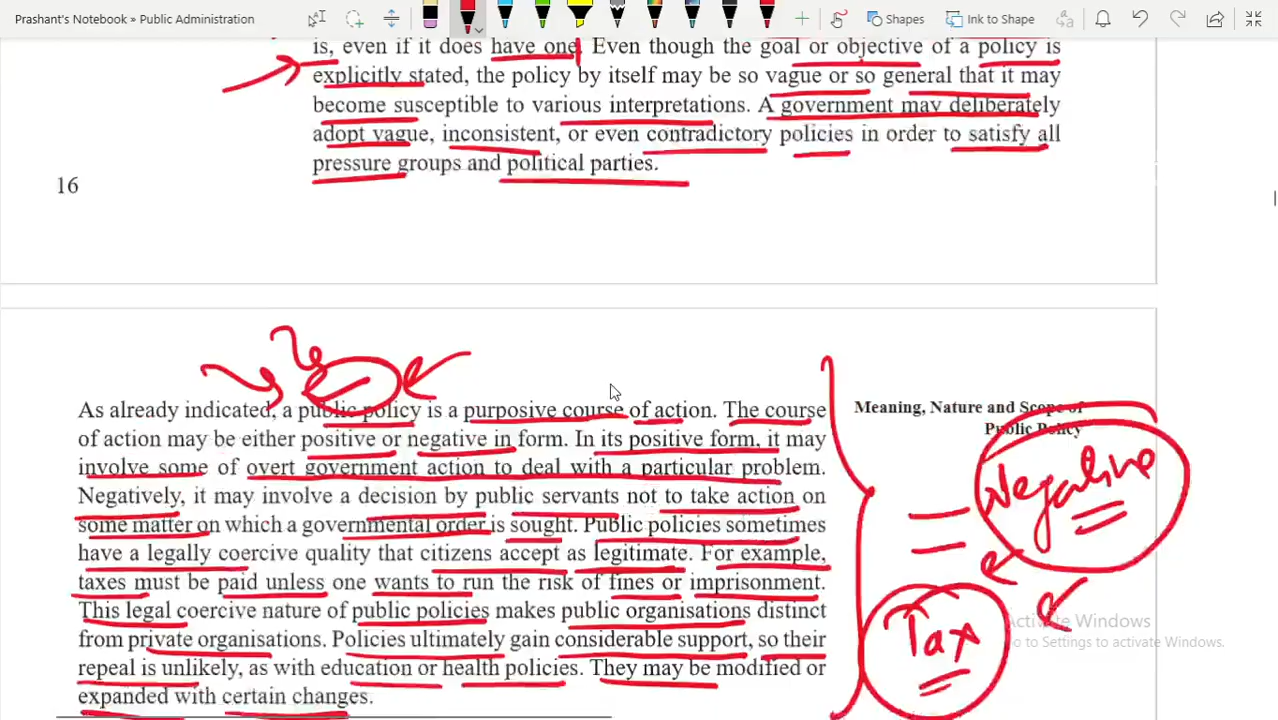 Prashant's Notebook » Public Administration
Shapes
Ink to Shape
is, even if it does have one. Even though the goal or objective of a policy is
explicitly stated, the policy by itself may be so vague or so general that it may
become susceptible to various interpretations. A government may deliberately
adopt vague, inconsistent, or even contradictory policies in order to satisfy all
pressure groups and political parties.
16
As already indicated, a public policy is a purposive course of action. The course
of action may be either positive or negative in form. In its positive form, it may
involve some of overt government action to deal with a particular problem.
Negatively, it may involve a decision by public servants not to take action on
some matter on which a governmental order is sought. Public policies sometimes
have a legally coercive quality that citizens accept as legitimate. For example,
taxes must be paid unless one wants to run the risk of fines or imprisonment.
This legal coercive nature of public policies makes public organisations distinct
from private organisations. Policies ultimately gain considerable support, so their
repeal is unlikely, as with education or health policies. They may be modified or
expanded with certain changes.
Meaning, Nature and Scope of
Public Policy
Negative
Tax
Activate Windows
Go to Settings to activate Windows.